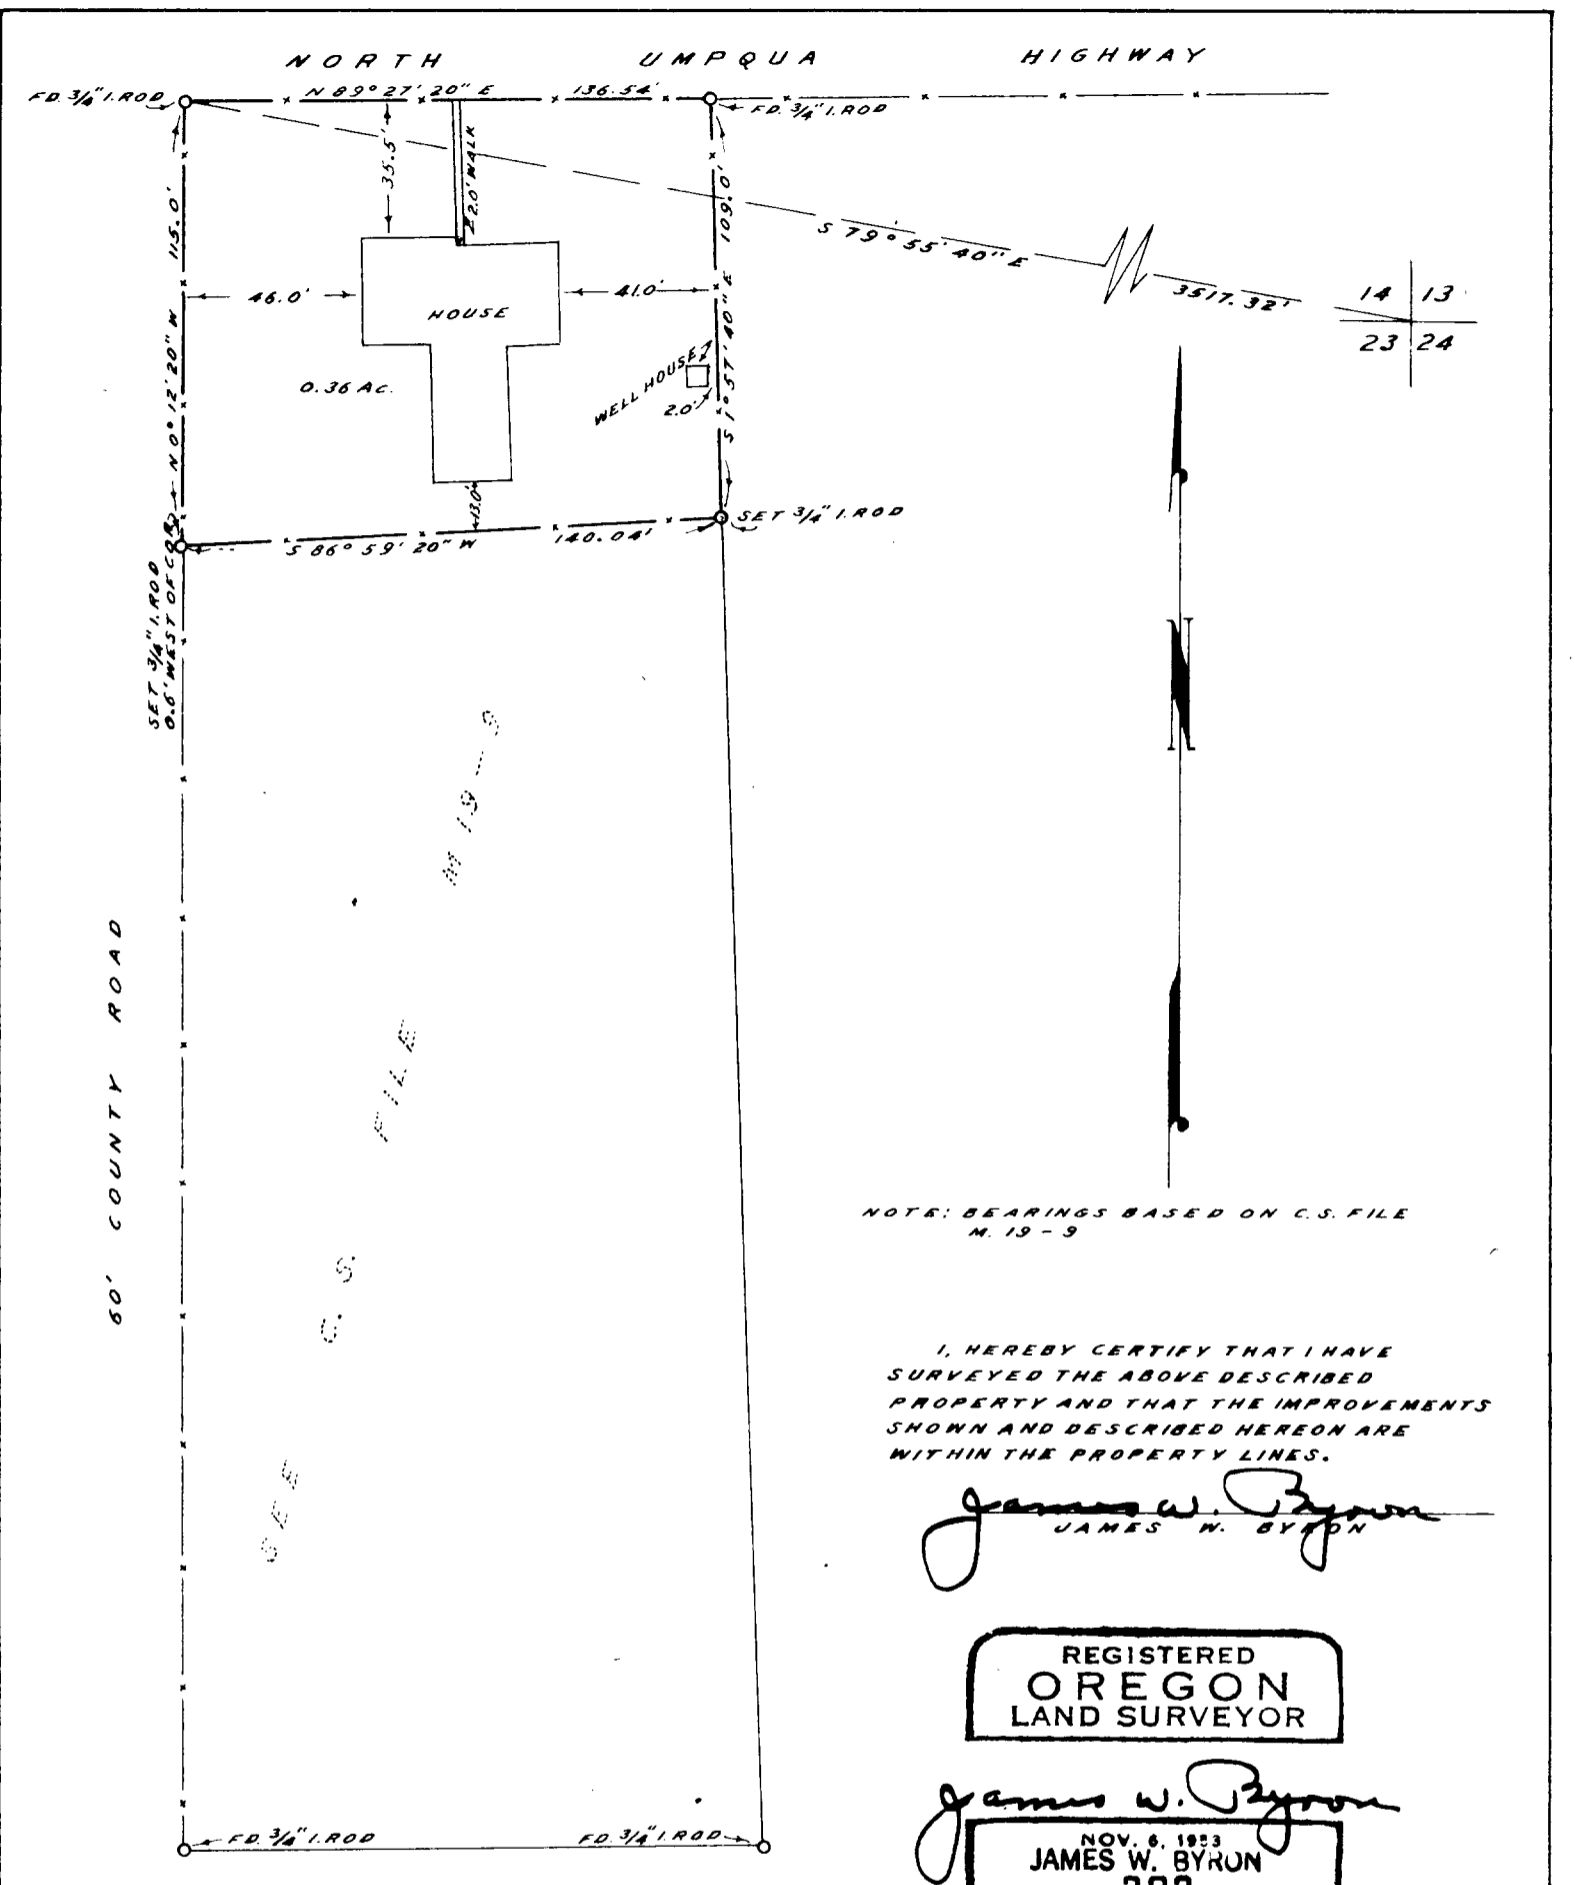 NORTH UMPQUA HIGHWAY
FD. 3/4" I. ROD
N 89° 27' 20" E 136.54'
FD. 3/4" I. ROD
35.5'
2.0' WALK
115.0'
N 0° 12' 20" W
109.0'
S 1° 57' 40" E
S 79° 55' 40" E
3517.32'
14 13
23 24
46.0'
HOUSE
41.0'
0.36 AC.
WELL HOUSE
2.0'
13.0'
SET 3/4" I. ROD
S 86° 59' 20" W 140.04'
SET 3/4" I. ROD
0.6' WEST OF COR.
60' COUNTY ROAD
SEE C.S. FILE M 19-9
N
NOTE: BEARINGS BASED ON C.S. FILE
M. 19-9
I, HEREBY CERTIFY THAT I HAVE
SURVEYED THE ABOVE DESCRIBED
PROPERTY AND THAT THE IMPROVEMENTS
SHOWN AND DESCRIBED HEREON ARE
WITHIN THE PROPERTY LINES.
James W. Byron
JAMES W. BYRON
REGISTERED
OREGON
LAND SURVEYOR
James W. Byron
NOV. 6, 1953
JAMES W. BYRON
FD. 3/4" I. ROD
FD. 3/4" I. ROD